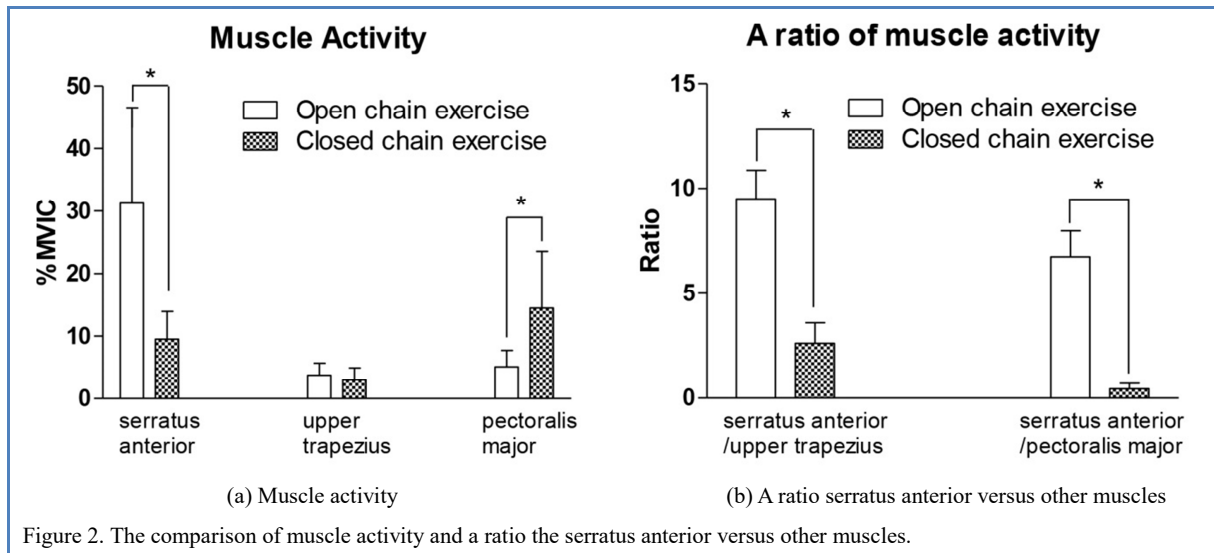 Muscle Activity
50
40
30
20
10
0
%MVIC
*
*
Open chain exercise
Closed chain exercise
serratus
anterior
upper
trapezius
pectoralis
major
(a) Muscle activity
A ratio of muscle activity
15
10
5
0
Ratio
*
*
Open chain exercise
Closed chain exercise
serratus anterior
/upper trapezius
serratus anterior
/pectoralis major
(b) A ratio serratus anterior versus other muscles
Figure 2. The comparison of muscle activity and a ratio the serratus anterior versus other muscles.